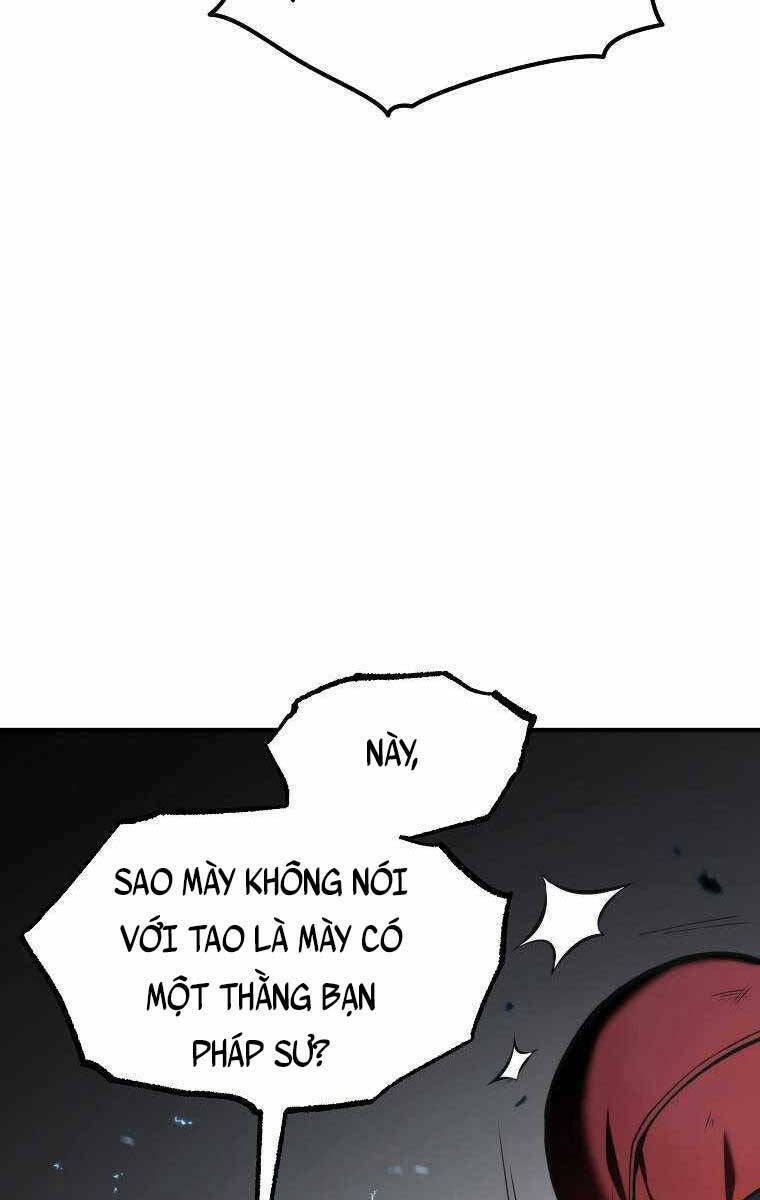 NÀY,
SAO MÀY KHÔNG NÓI
VỚI TAO LÀ MÀY CÓ
MỘT THẰNG BẠN
PHÁP SƯ?